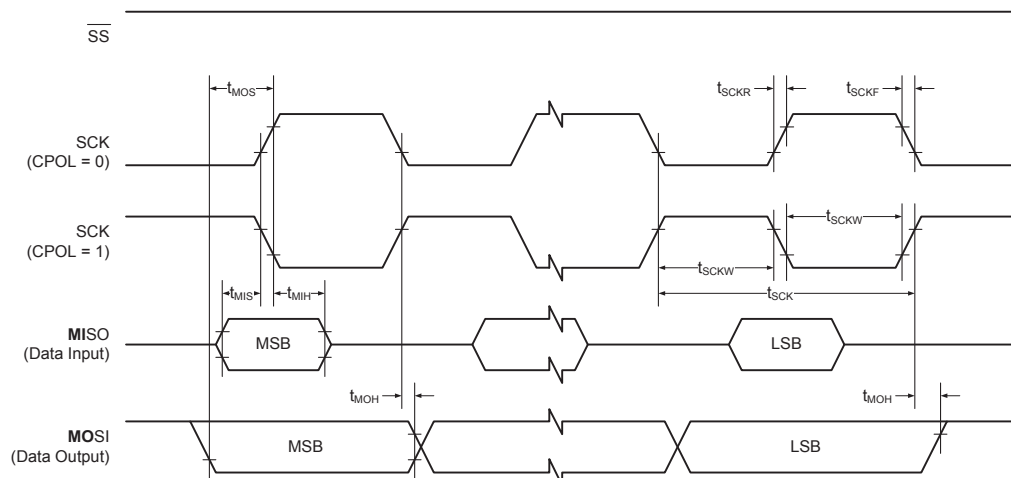 SS
tMOS
tSCKR
tSCKF
SCK
(CPOL = 0)
SCK
(CPOL = 1)
tSCKW
tSCKW
tSCK
tMIS
tMIH
MISO
(Data Input)
MSB
LSB
tMOH
tMOH
MOSI
(Data Output)
MSB
LSB